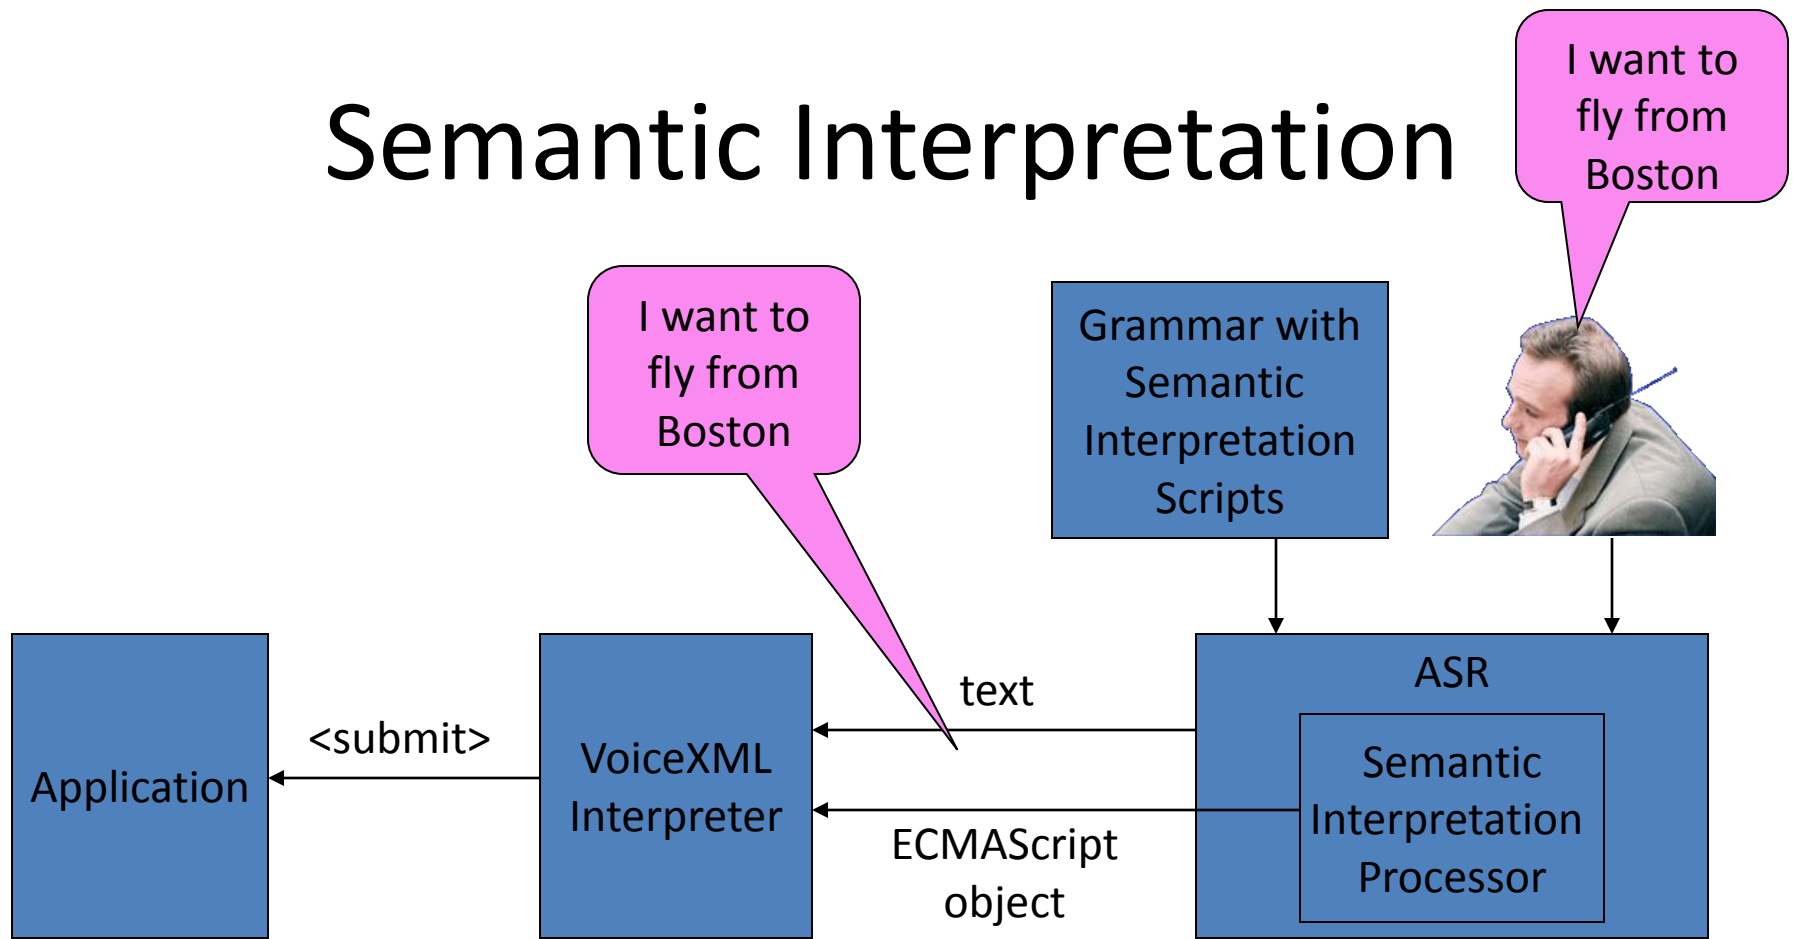 Semantic Interpretation
I want to
fly from
Boston
I want to
fly from
Boston
Grammar with
Semantic
Interpretation
Scripts
Application
<submit>
VoiceXML
Interpreter
text
ECMAScript
object
ASR
Semantic
Interpretation
Processor